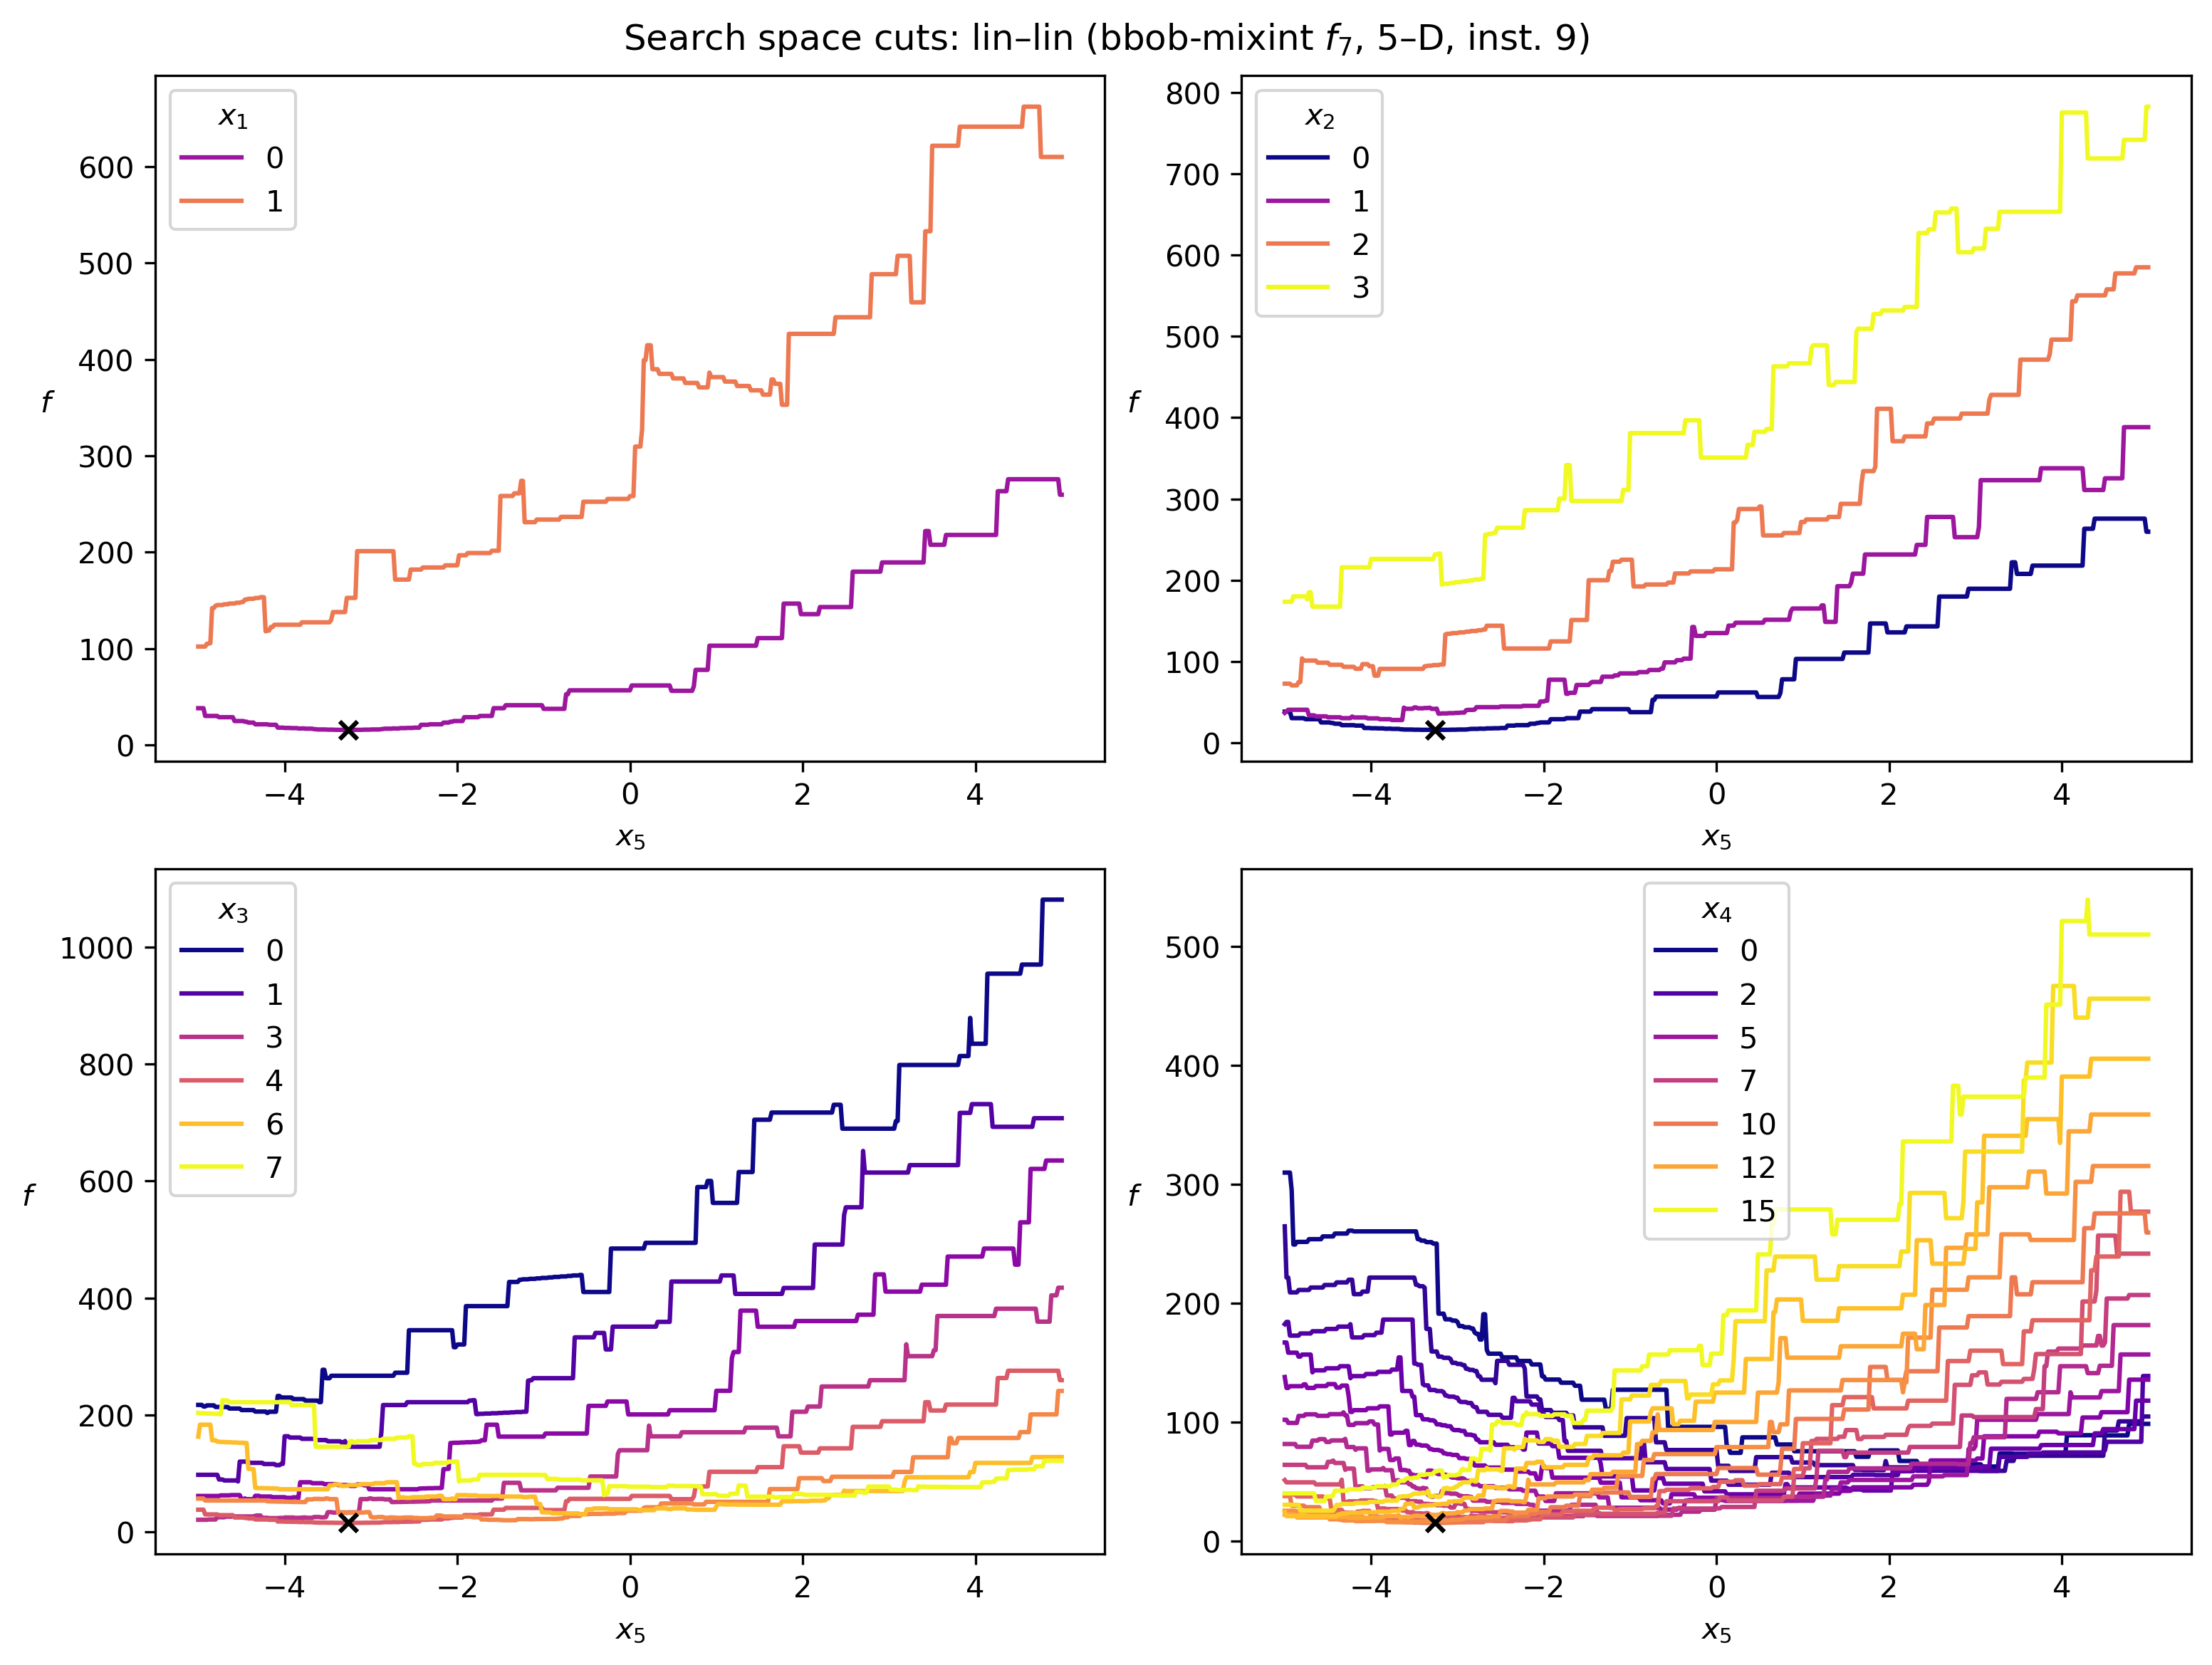 Search space cuts: lin–lin (bbob-mixint f₇, 5–D, inst. 9)
x₁
0
1
f
600
500
400
300
200
100
0
−4 −2 0 2 4
x₅
x₂
0
1
2
3
f
800
700
600
500
400
300
200
100
0
−4 −2 0 2 4
x₅
x₃
0
1
3
4
6
7
f
1000
800
600
400
200
0
−4 −2 0 2 4
x₅
x₄
0
2
5
7
10
12
15
f
500
400
300
200
100
0
−4 −2 0 2 4
x₅